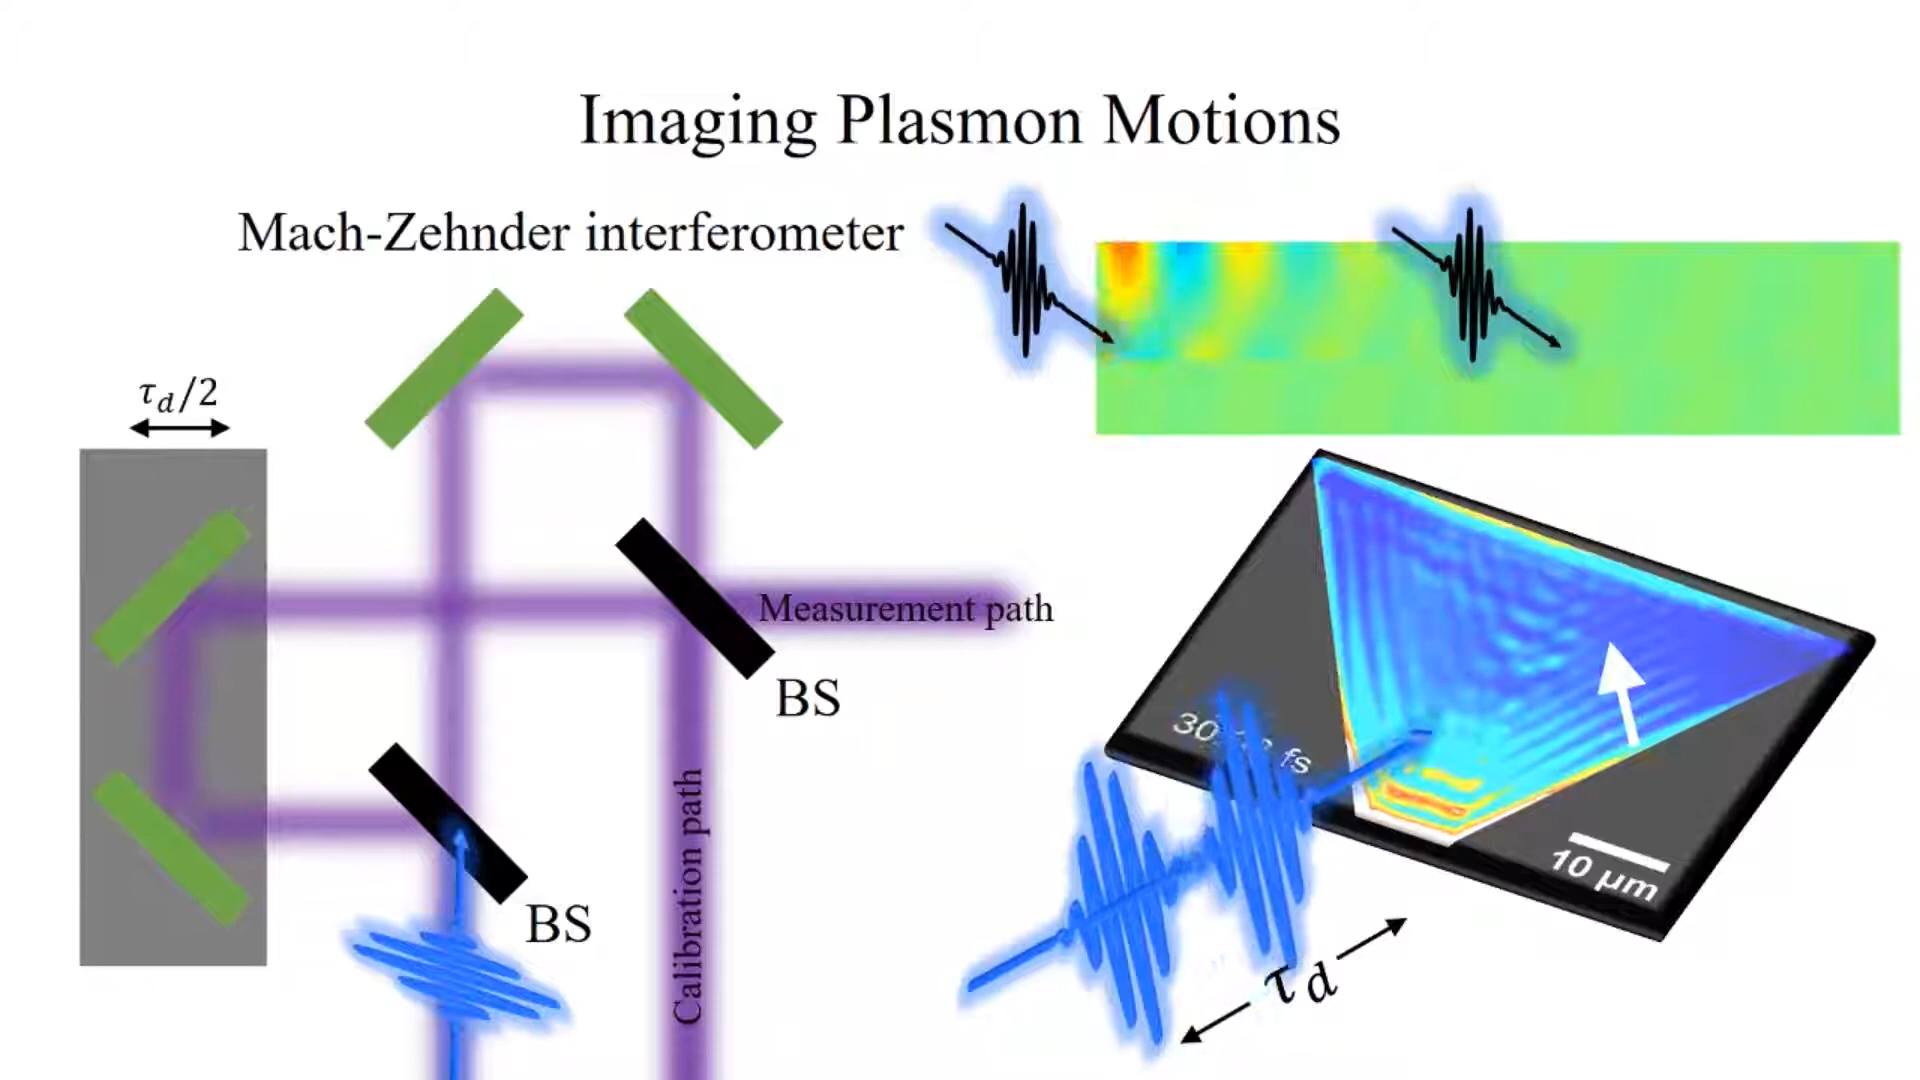 Imaging Plasmon Motions
Mach-Zehnder interferometer
τd/2
Measurement path
BS
BS
Calibration path
fs
10 μm
τd